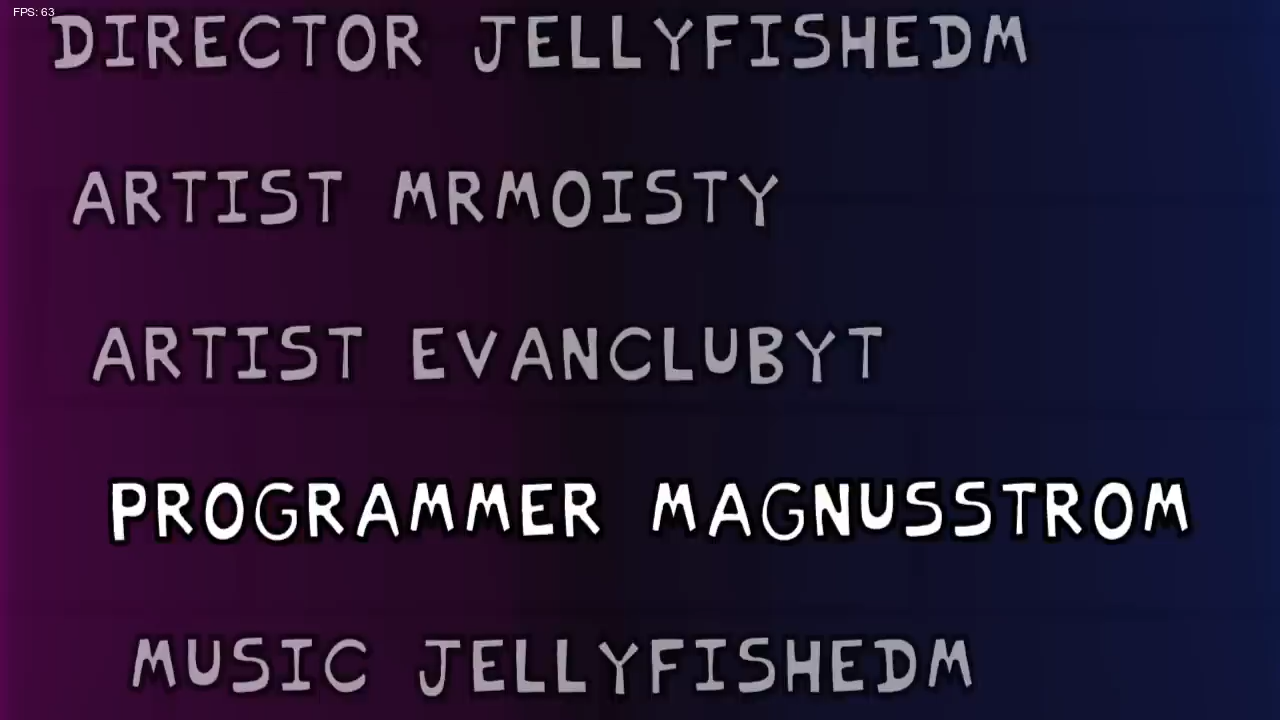 FPS: 63
DIRECTOR JELLYFISHEDM
ARTIST MRMOISTY
ARTIST EVANCLUBYT
PROGRAMMER MAGNUSSTROM
MUSIC JELLYFISHEDM